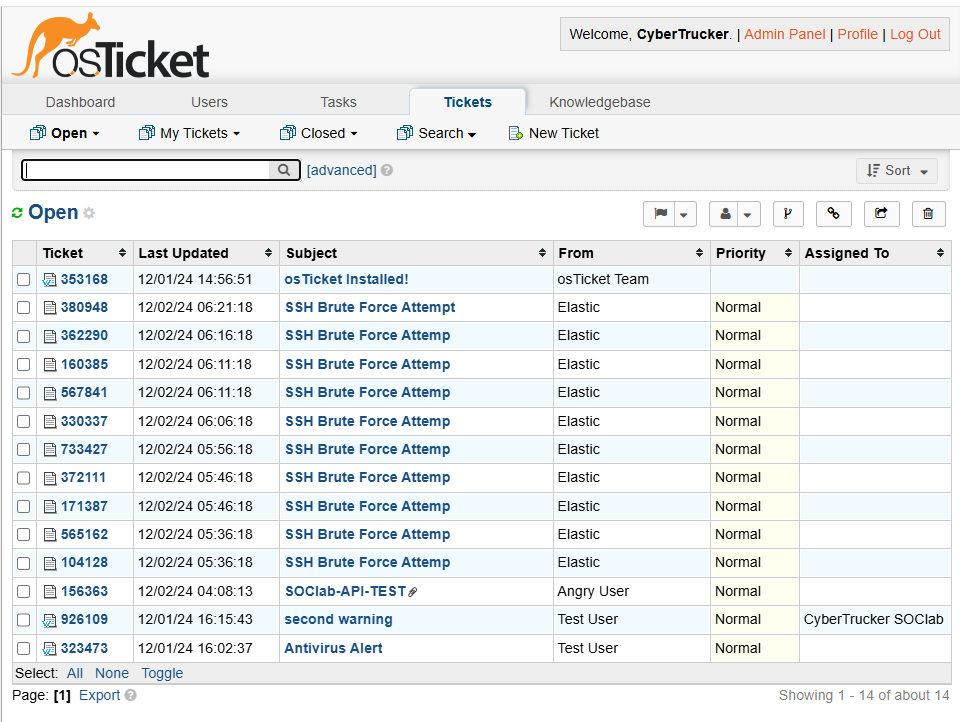 osTicket
Welcome, CyberTrucker. | Admin Panel | Profile | Log Out
Dashboard Users Tasks Tickets Knowledgebase
Open My Tickets Closed Search New Ticket
[advanced] ? Sort
Open
Ticket Last Updated Subject From Priority Assigned To
353168 12/01/24 14:56:51 osTicket Installed! osTicket Team
380948 12/02/24 06:21:18 SSH Brute Force Attempt Elastic Normal
362290 12/02/24 06:16:18 SSH Brute Force Attemp Elastic Normal
160385 12/02/24 06:11:18 SSH Brute Force Attemp Elastic Normal
567841 12/02/24 06:11:18 SSH Brute Force Attemp Elastic Normal
330337 12/02/24 06:06:18 SSH Brute Force Attemp Elastic Normal
733427 12/02/24 05:56:18 SSH Brute Force Attemp Elastic Normal
372111 12/02/24 05:46:18 SSH Brute Force Attemp Elastic Normal
171387 12/02/24 05:46:18 SSH Brute Force Attemp Elastic Normal
565162 12/02/24 05:36:18 SSH Brute Force Attemp Elastic Normal
104128 12/02/24 05:36:18 SSH Brute Force Attemp Elastic Normal
156363 12/02/24 04:08:13 SOClab-API-TEST Angry User Normal
926109 12/01/24 16:15:43 second warning Test User Normal CyberTrucker SOClab
323473 12/01/24 16:02:37 Antivirus Alert Test User Normal
Select: All None Toggle
Page: [1] Export ? Showing 1 - 14 of about 14